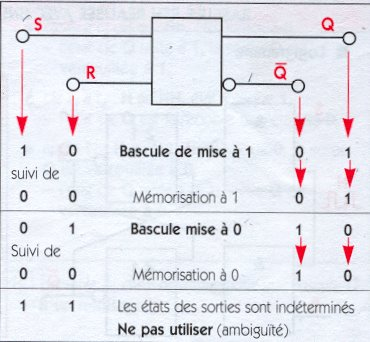 S Q
R Q̅
1 0 Bascule de mise à 1 0 1
suivi de
0 0 Mémorisation à 1 0 1
0 1 Bascule mise à 0 1 0
Suivi de
0 0 Mémorisation à 0 1 0
1 1 Les états des sorties sont indéterminés
Ne pas utiliser (ambiguïté)